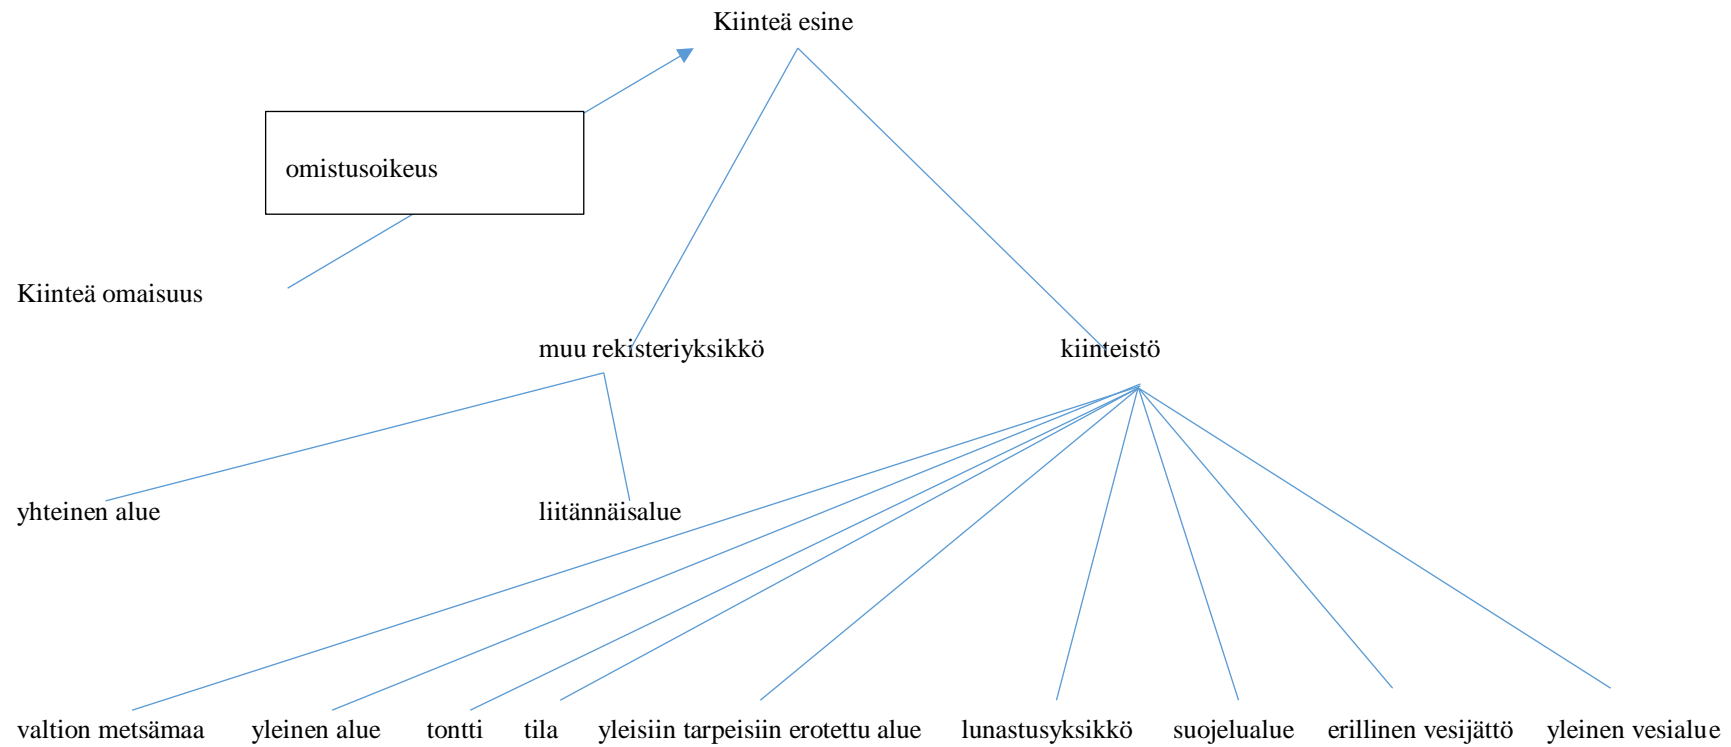 Kiinteä esine
omistusoikeus
Kiinteä omaisuus
muu rekisteriyksikkö
kiinteistö
yhteinen alue
liitännäisalue
valtion metsämaa
yleinen alue
tontti
tila
yleisiin tarpeisiin erotettu alue
lunastusyksikkö
suojelualue
erillinen vesijättö
yleinen vesialue